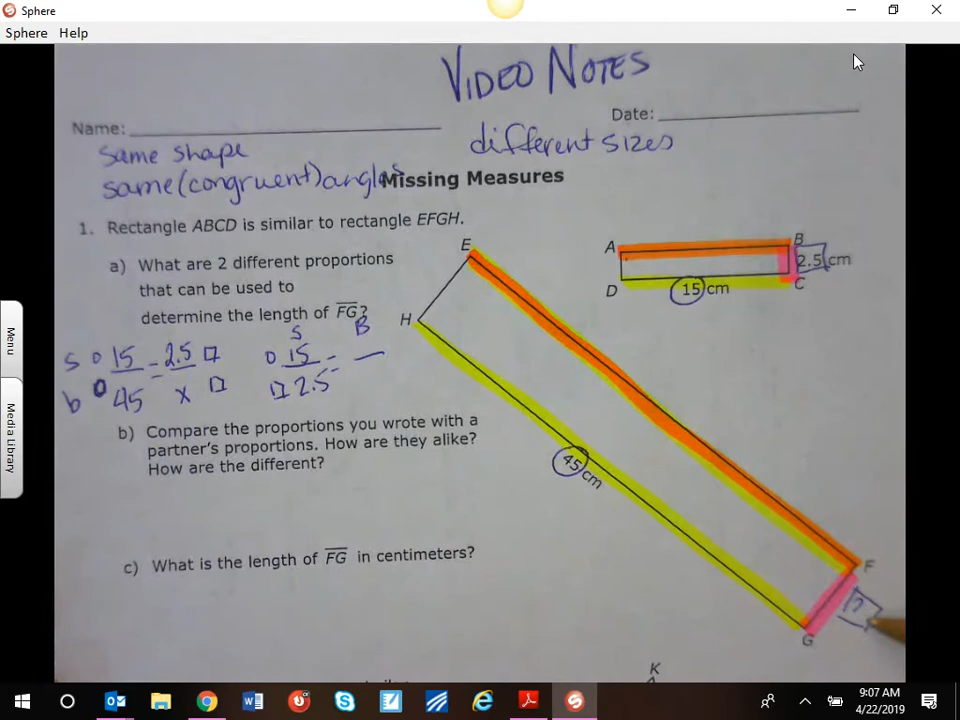 Sphere
Sphere Help
VIDEO NOTES
Name:
Date:
same shape
different sizes
same (congruent) angles
Missing Measures
1. Rectangle ABCD is similar to rectangle EFGH.
a) What are 2 different proportions
that can be used to
determine the length of FG?
E
A
B
2.5 cm
D
15 cm
C
H
S B
S 15 = 2.5
15 =
b 45 x
2.5
b) Compare the proportions you wrote with a
partner's proportions. How are they alike?
How are the different?
45 cm
c) What is the length of FG in centimeters?
F
G
K
Menu
Media Library
9:07 AM
4/22/2019